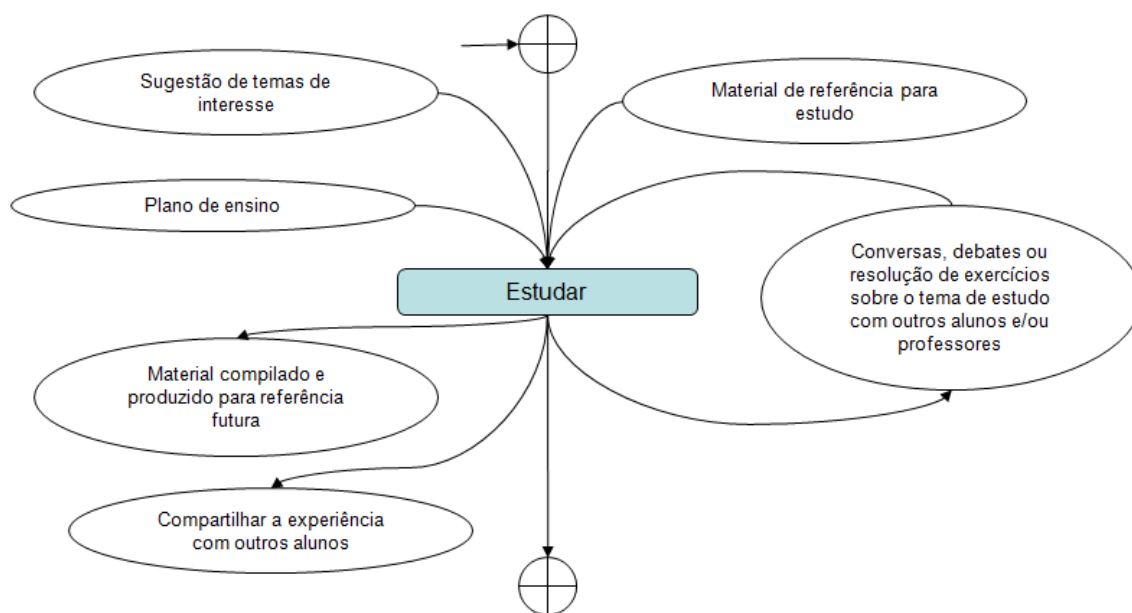 Sugestão de temas de
interesse
Material de referência para
estudo
Plano de ensino
Conversas, debates ou
resolução de exercícios
sobre o tema de estudo
com outros alunos e/ou
professores
Estudar
Material compilado e
produzido para referência
futura
Compartilhar a experiência
com outros alunos